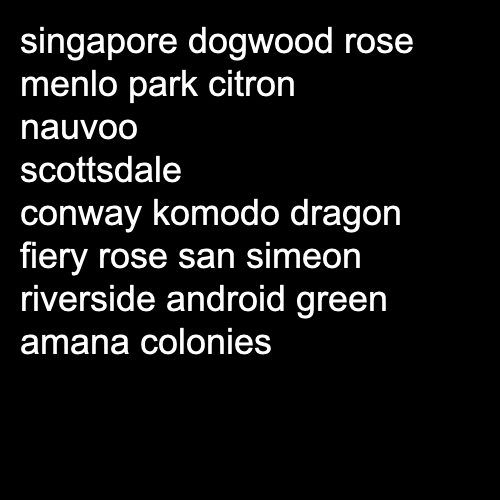 singapore dogwood rose
menlo park citron
nauvoo
scottsdale
conway komodo dragon
fiery rose san simeon
riverside android green
amana colonies